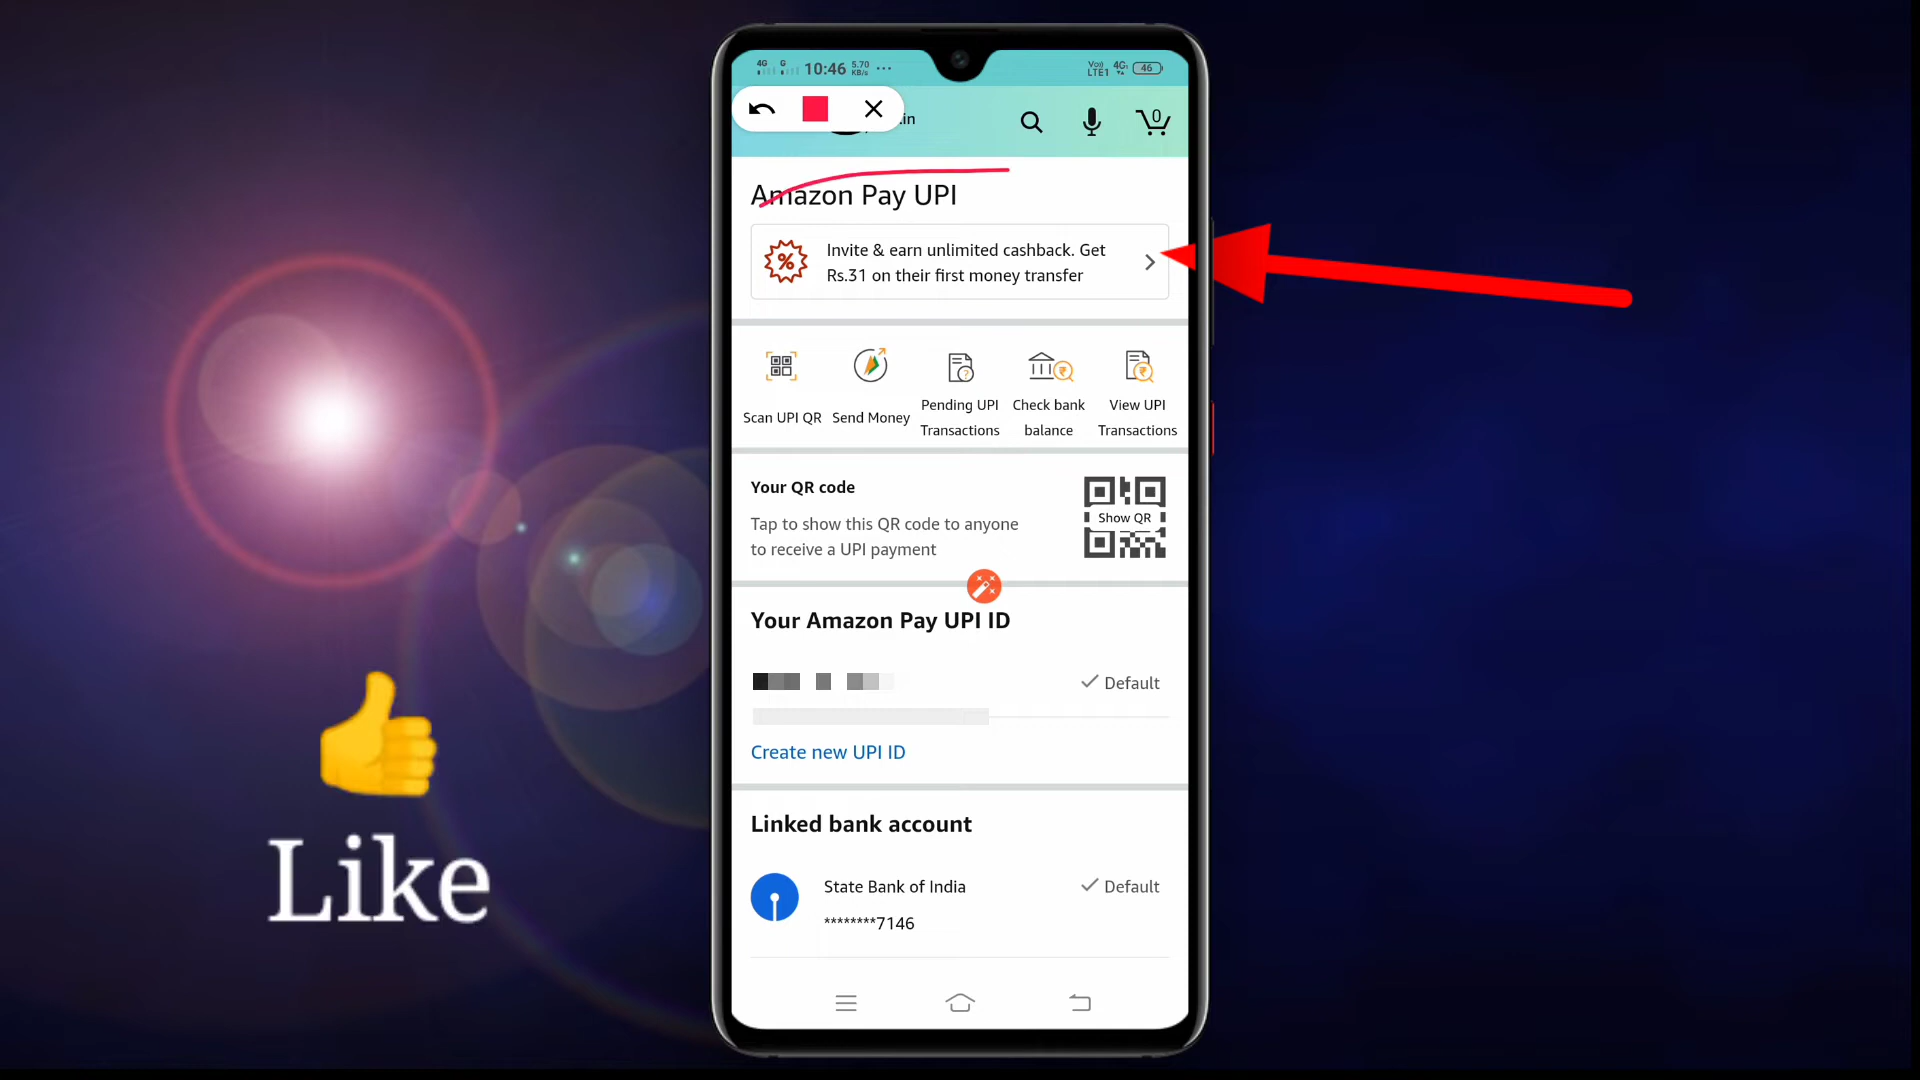 4G G 10:46 5.70 KB/s ... VoD LTE1 4G 46
.in
0
Amazon Pay UPI
Invite & earn unlimited cashback. Get
Rs.31 on their first money transfer
Scan UPI QR
Send Money
Pending UPI
Transactions
Check bank
balance
View UPI
Transactions
Your QR code
Tap to show this QR code to anyone
to receive a UPI payment
Show QR
Your Amazon Pay UPI ID
Default
Create new UPI ID
Linked bank account
State Bank of India
Default
********7146
Like